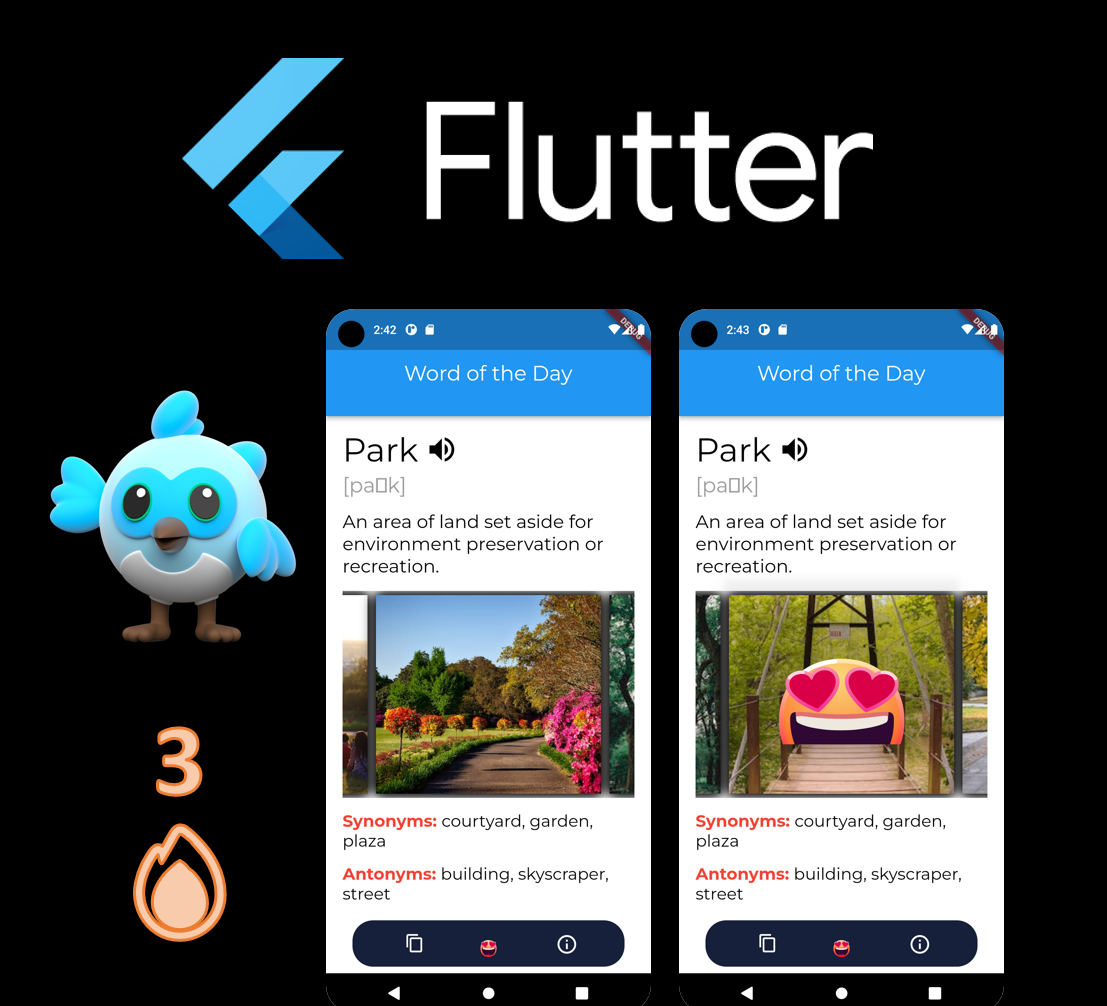 Flutter
2:42
DEBUG
Word of the Day
Park
[pa▯k]
An area of land set aside for
environment preservation or
recreation.
Synonyms: courtyard, garden,
plaza
Antonyms: building, skyscraper,
street
2:43
DEBUG
Word of the Day
Park
[pa▯k]
An area of land set aside for
environment preservation or
recreation.
Synonyms: courtyard, garden,
plaza
Antonyms: building, skyscraper,
street
3